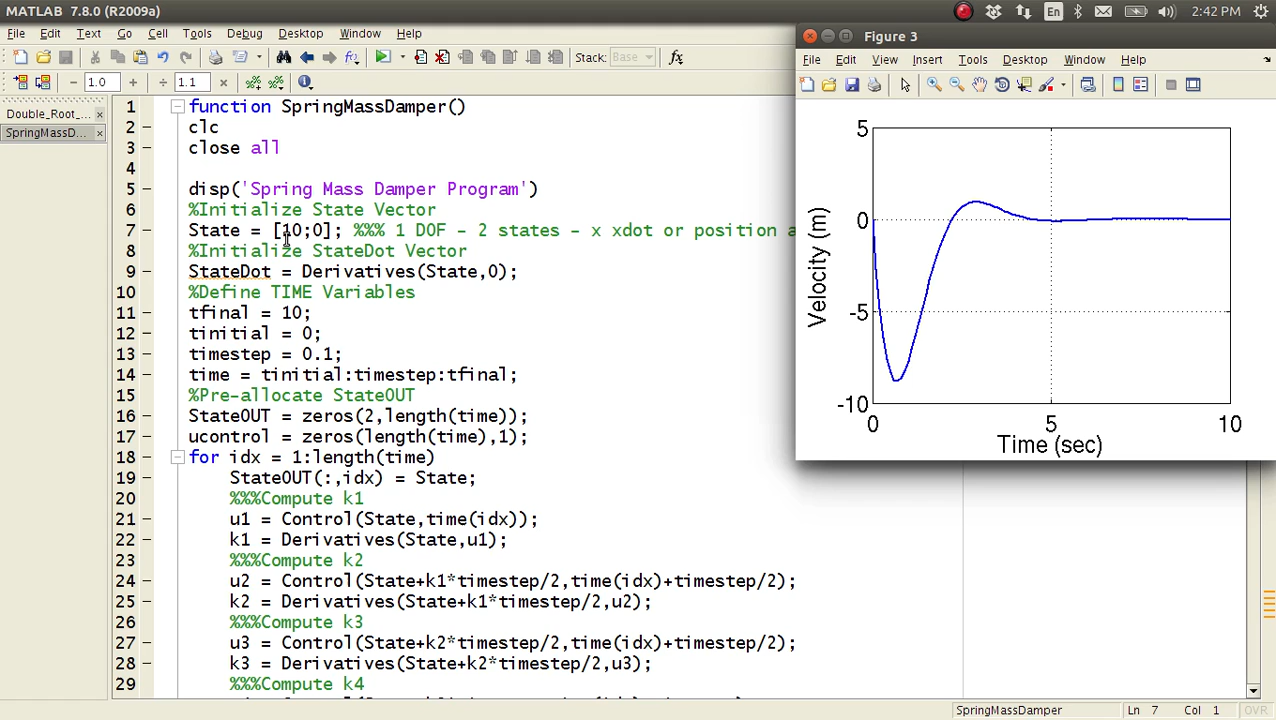 MATLAB 7.8.0 (R2009a)
En
2:42 PM
File Edit Text Go Cell Tools Debug Desktop Window Help
Stack: Base
1.0
1.1
Double_Root_...
SpringMassD...
1 function SpringMassDamper()
2 clc
3 close all
4
5 disp('Spring Mass Damper Program')
6 %Initialize State Vector
7 State = [10;0]; %%% 1 DOF - 2 states - x xdot or position a
8 %Initialize StateDot Vector
9 StateDot = Derivatives(State,0);
10 %Define TIME Variables
11 tfinal = 10;
12 tinitial = 0;
13 timestep = 0.1;
14 time = tinitial:timestep:tfinal;
15 %Pre-allocate StateOUT
16 StateOUT = zeros(2,length(time));
17 ucontrol = zeros(length(time),1);
18 for idx = 1:length(time)
19 StateOUT(:,idx) = State;
20 %%%Compute k1
21 u1 = Control(State,time(idx));
22 k1 = Derivatives(State,u1);
23 %%%Compute k2
24 u2 = Control(State+k1*timestep/2,time(idx)+timestep/2);
25 k2 = Derivatives(State+k1*timestep/2,u2);
26 %%%Compute k3
27 u3 = Control(State+k2*timestep/2,time(idx)+timestep/2);
28 k3 = Derivatives(State+k2*timestep/2,u3);
29 %%%Compute k4
Figure 3
File Edit View Insert Tools Desktop Window Help
5
0
-5
-10
Velocity (m)
0 5 10
Time (sec)
SpringMassDamper
Ln 7 Col 1 OVR